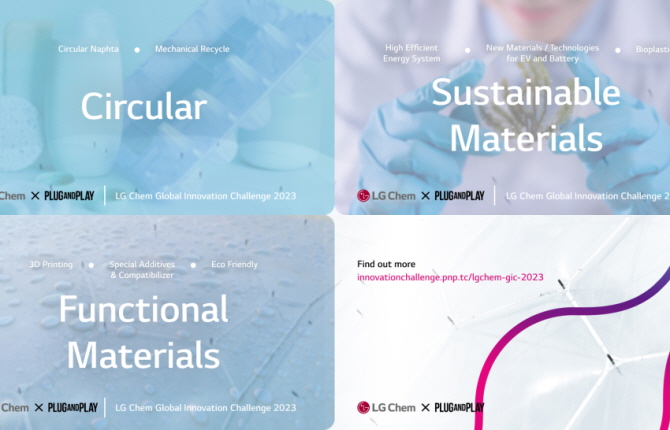 Circular Naphta ● Mechanical Recycle
Circular
Chem × PLUGANDPLAY | LG Chem Global Innovation Challenge 2023
High Efficient
Energy System ● New Materials / Technologies
for EV and Battery ● Bioplasti
Sustainable
Materials
LG Chem × PLUGANDPLAY | LG Chem Global Innovation Challenge 2
3D Printing ● Special Additives
& Compatibilizer ● Eco Friendly
Functional
Materials
Chem × PLUGANDPLAY | LG Chem Global Innovation Challenge 2023
Find out more
innovationchallenge.pnp.tc/lgchem-gic-2023
LG Chem × PLUGANDPLAY